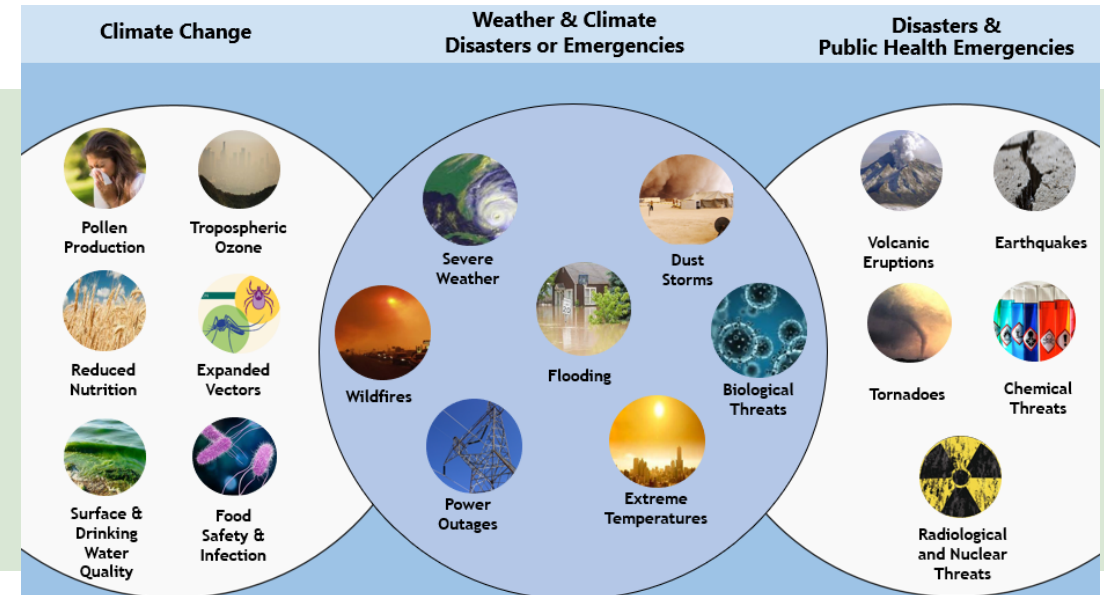 Climate Change
Weather & Climate
Disasters or Emergencies
Disasters &
Public Health Emergencies
Pollen
Production
Tropospheric
Ozone
Reduced
Nutrition
Expanded
Vectors
Surface &
Drinking
Water
Quality
Food
Safety &
Infection
Severe
Weather
Dust
Storms
Wildfires
Flooding
Biological
Threats
Power
Outages
Extreme
Temperatures
Volcanic
Eruptions
Earthquakes
Tornadoes
Chemical
Threats
Radiological
and Nuclear
Threats